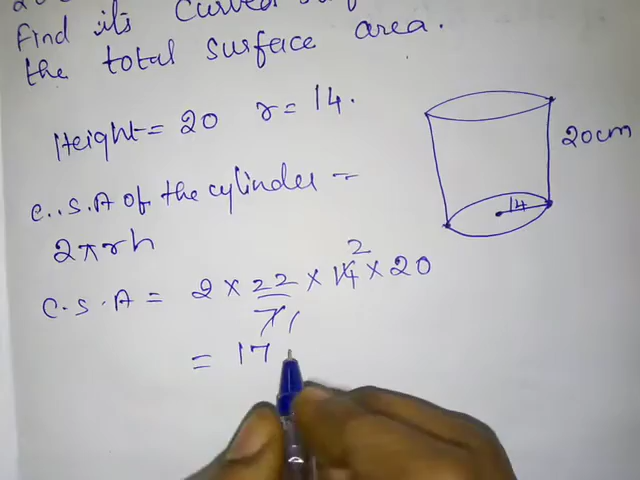 Find its Curved
the total surface area.
Height = 20 r = 14.
20cm
14
C..S.A of the cylinder =
2πrh
2
C.S.A = 2 × 22 × 14 × 20
7 1
= 17